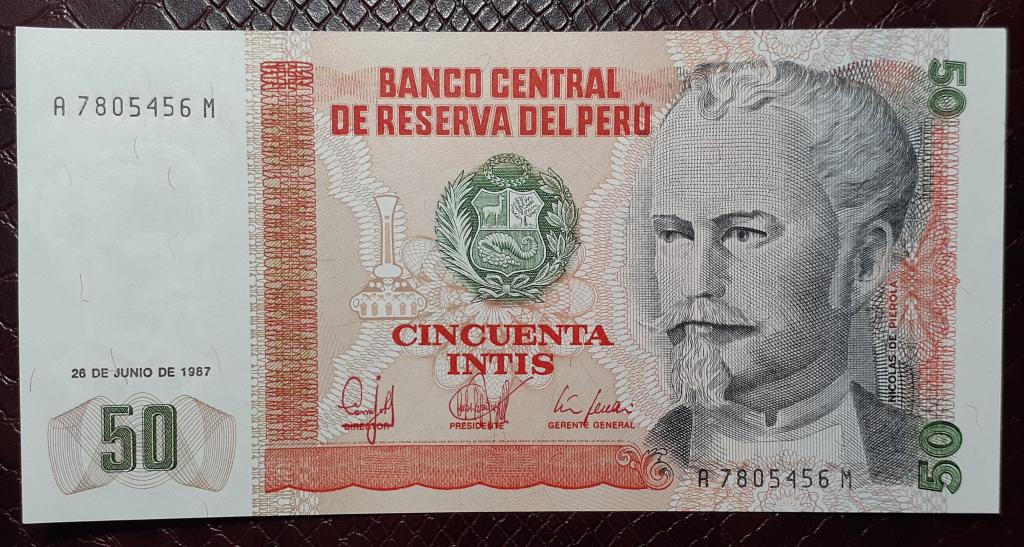 A 7805456 M
BANCO CENTRAL
DE RESERVA DEL PERÚ
50
CINCUENTA
INTIS
NICOLAS DE PIEROLA
26 DE JUNIO DE 1987
DIRECTOR
PRESIDENTE
GERENTE GENERAL
50
50
A 7805456 M